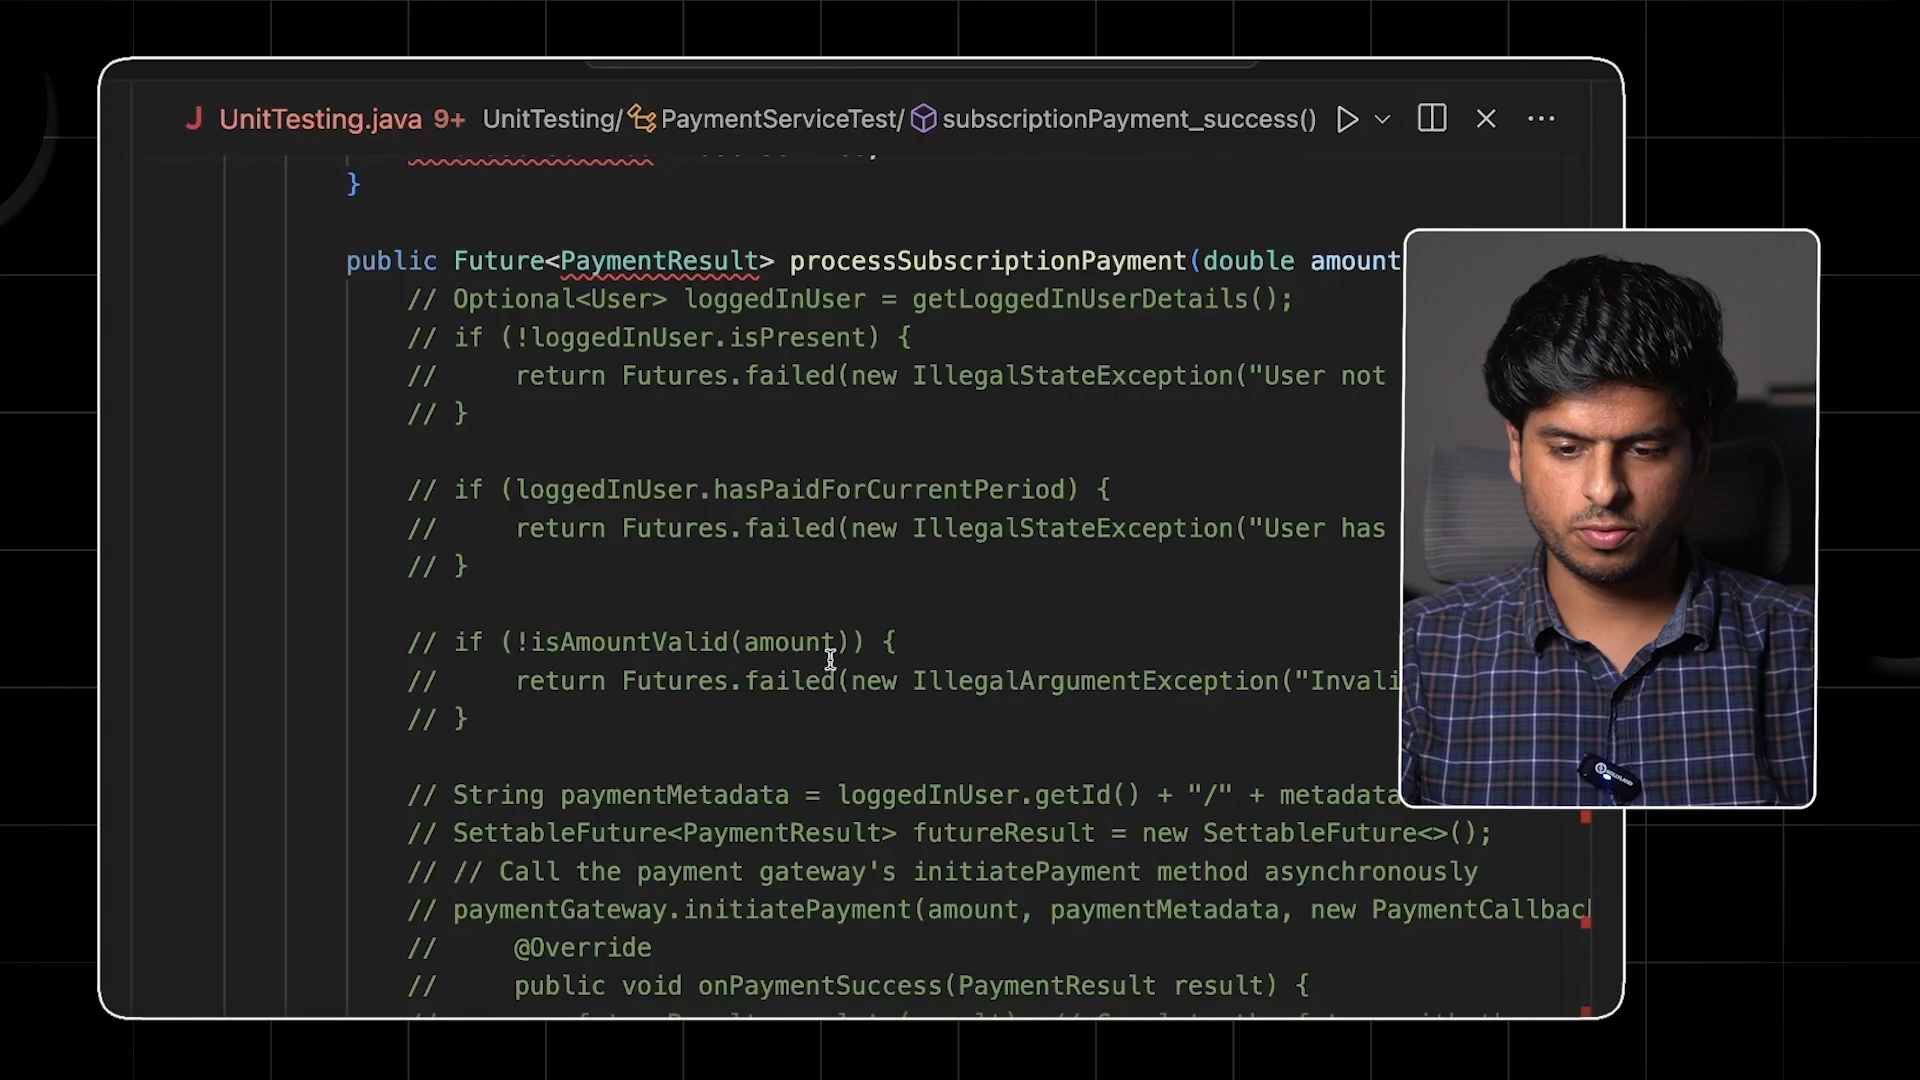 J UnitTesting.java 9+ UnitTesting/ PaymentServiceTest/ subscriptionPayment_success()
}
public Future<PaymentResult> processSubscriptionPayment(double amount
// Optional<User> loggedInUser = getLoggedInUserDetails();
// if (!loggedInUser.isPresent) {
//     return Futures.failed(new IllegalStateException("User not
// }
// if (loggedInUser.hasPaidForCurrentPeriod) {
//     return Futures.failed(new IllegalStateException("User has
// }
// if (!isAmountValid(amount)) {
//     return Futures.failed(new IllegalArgumentException("Invali
// }
// String paymentMetadata = loggedInUser.getId() + "/" + metadata
// SettableFuture<PaymentResult> futureResult = new SettableFuture<>();
// // Call the payment gateway's initiatePayment method asynchronously
// paymentGateway.initiatePayment(amount, paymentMetadata, new PaymentCallbac
//     @Override
//     public void onPaymentSuccess(PaymentResult result) {